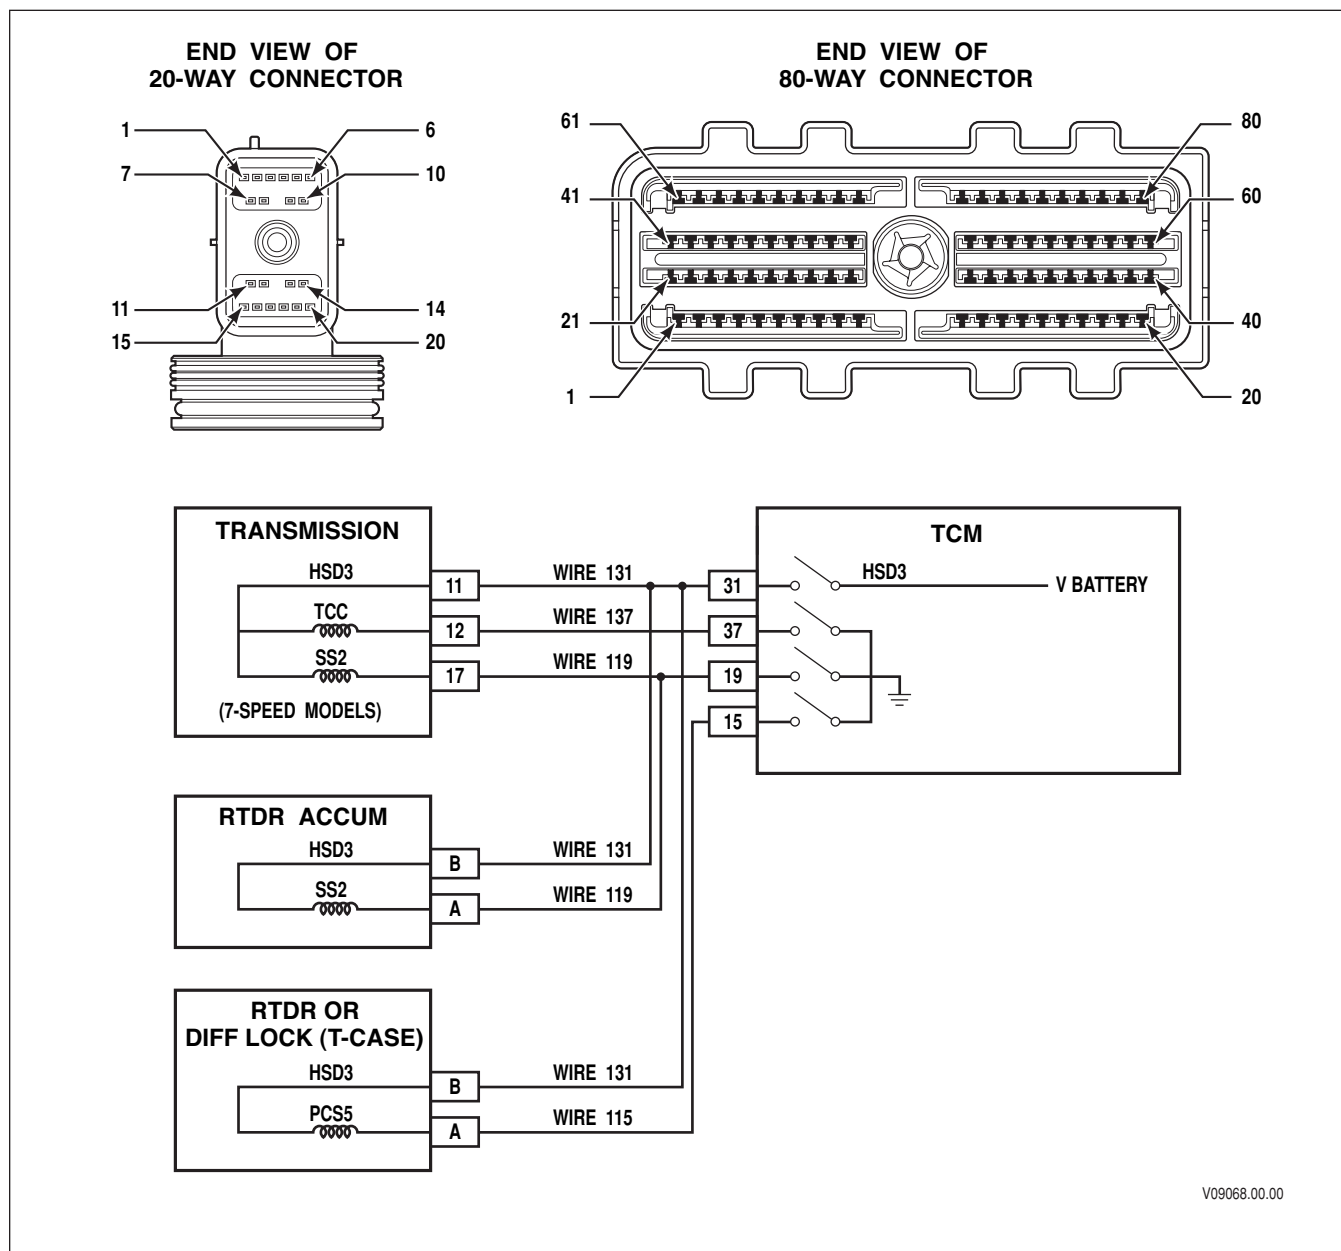 END VIEW OF
20-WAY CONNECTOR
1
6
7
10
11
14
15
20
END VIEW OF
80-WAY CONNECTOR
61
80
41
60
21
40
1
20
TRANSMISSION
HSD3
11
WIRE 131
TCC
12
WIRE 137
SS2
17
WIRE 119
(7-SPEED MODELS)
TCM
31
HSD3
V BATTERY
37
19
15
RTDR ACCUM
HSD3
B
WIRE 131
SS2
A
WIRE 119
RTDR OR
DIFF LOCK (T-CASE)
HSD3
B
WIRE 131
PCS5
A
WIRE 115
V09068.00.00